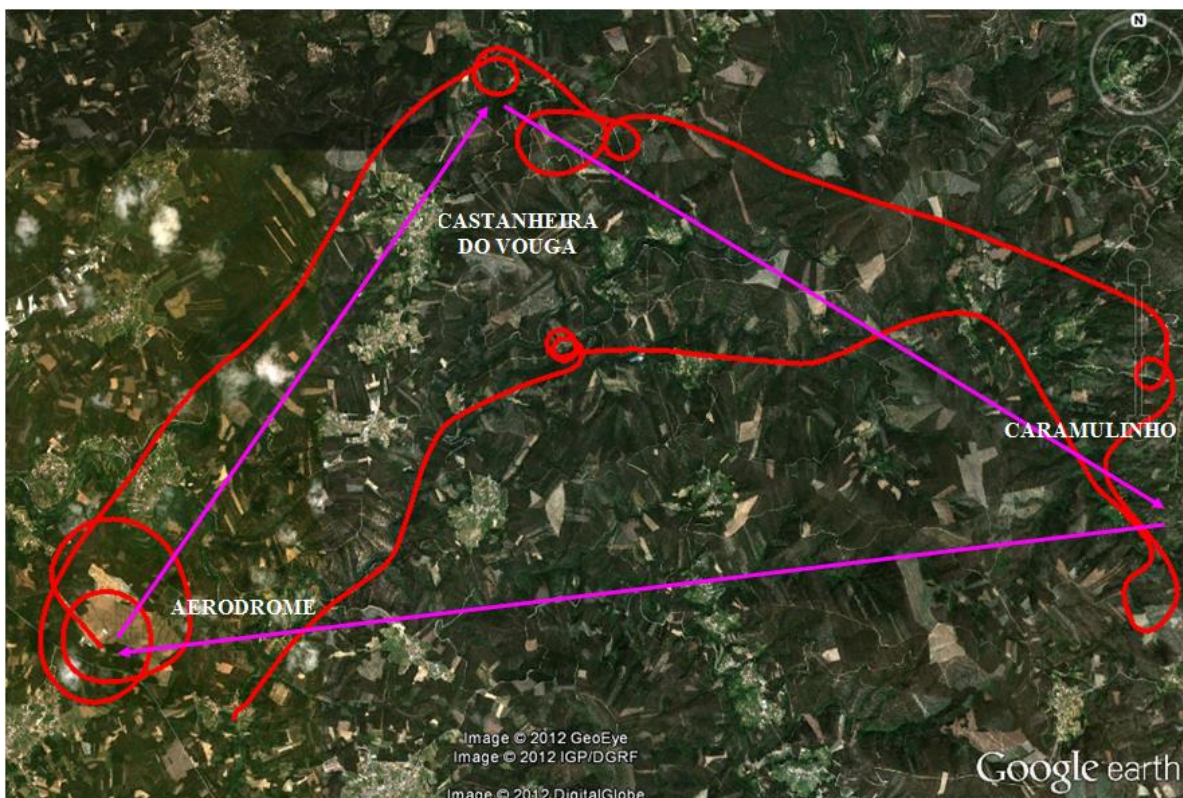 N
CASTANHEIRA
DO VOUGA
CARAMULINHO
AERODROME
Image © 2012 GeoEye
Image © 2012 IGP/DGRF
Image © 2012 DigitalGlobe
Google earth